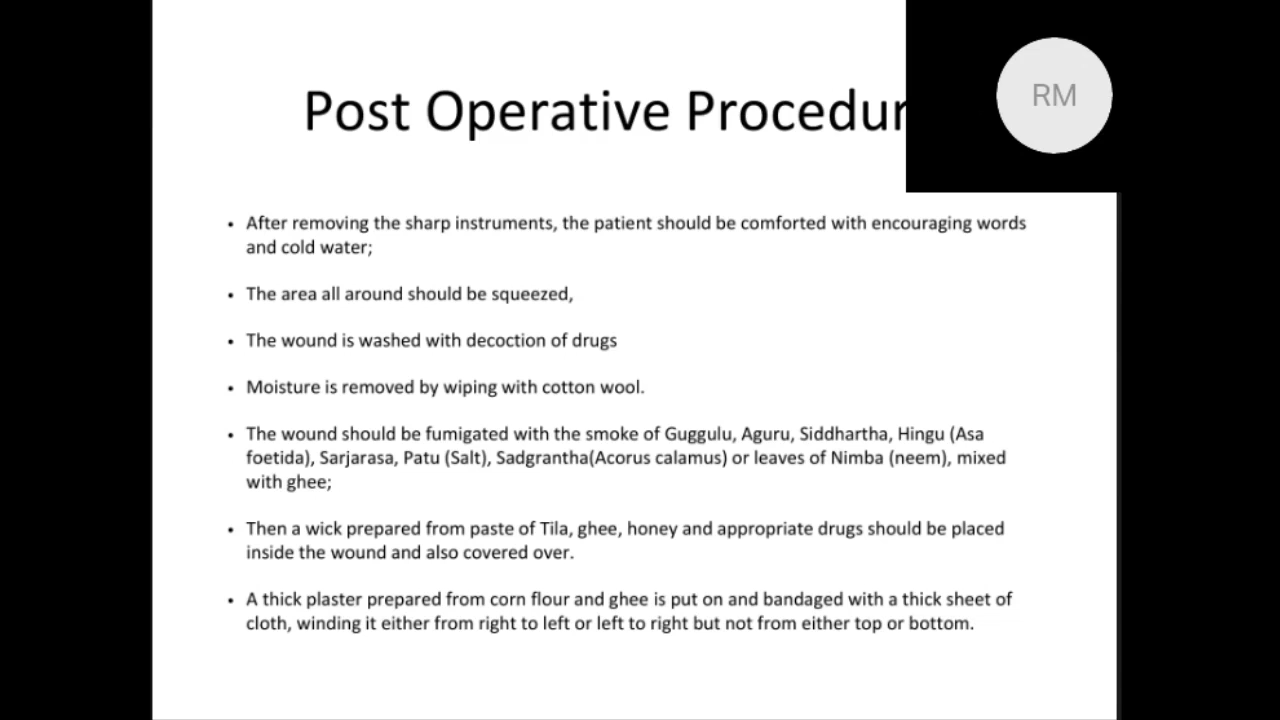 Post Operative Procedur
RM
• After removing the sharp instruments, the patient should be comforted with encouraging words
and cold water;
• The area all around should be squeezed,
• The wound is washed with decoction of drugs
• Moisture is removed by wiping with cotton wool.
• The wound should be fumigated with the smoke of Guggulu, Aguru, Siddhartha, Hingu (Asa
foetida), Sarjarasa, Patu (Salt), Sadgrantha(Acorus calamus) or leaves of Nimba (neem), mixed
with ghee;
• Then a wick prepared from paste of Tila, ghee, honey and appropriate drugs should be placed
inside the wound and also covered over.
• A thick plaster prepared from corn flour and ghee is put on and bandaged with a thick sheet of
cloth, winding it either from right to left or left to right but not from either top or bottom.